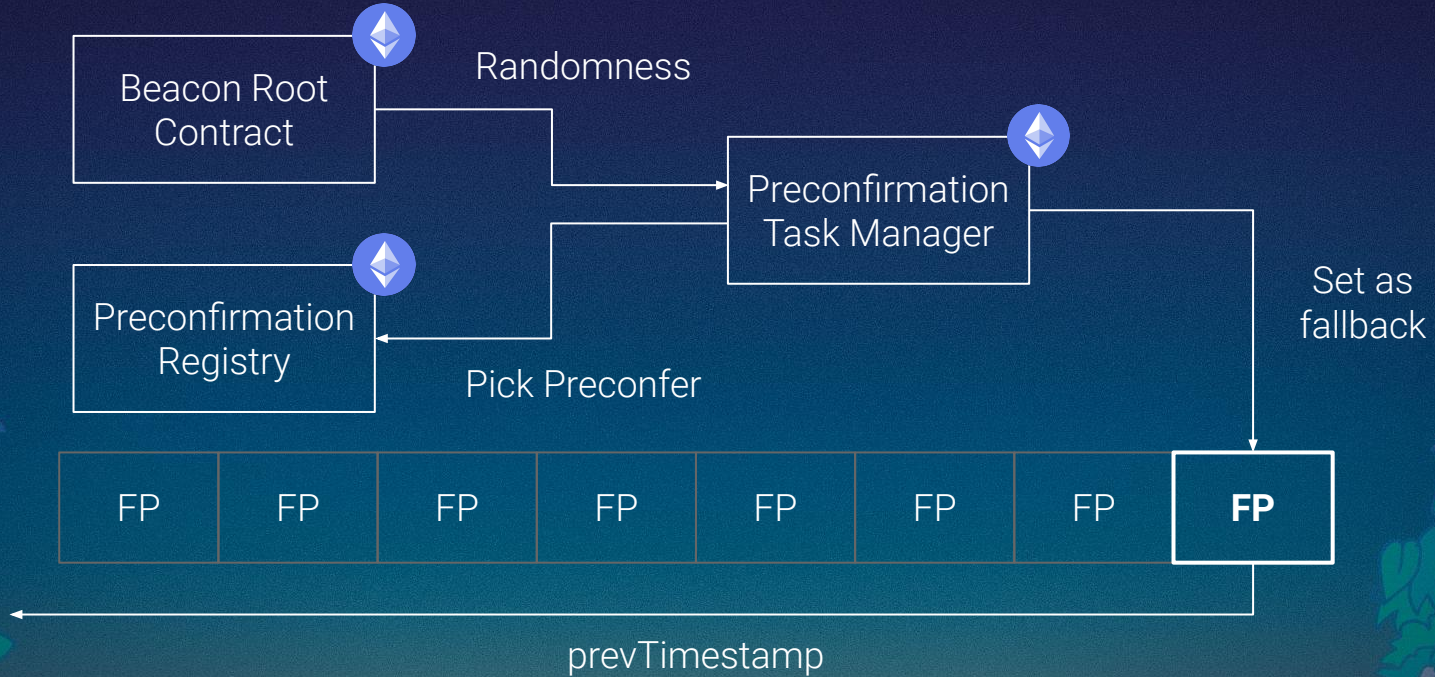 Beacon Root
Contract
Randomness
Preconfirmation
Task Manager
Preconfirmation
Registry
Pick Preconfer
Set as
fallback
FP FP FP FP FP FP FP FP
prevTimestamp